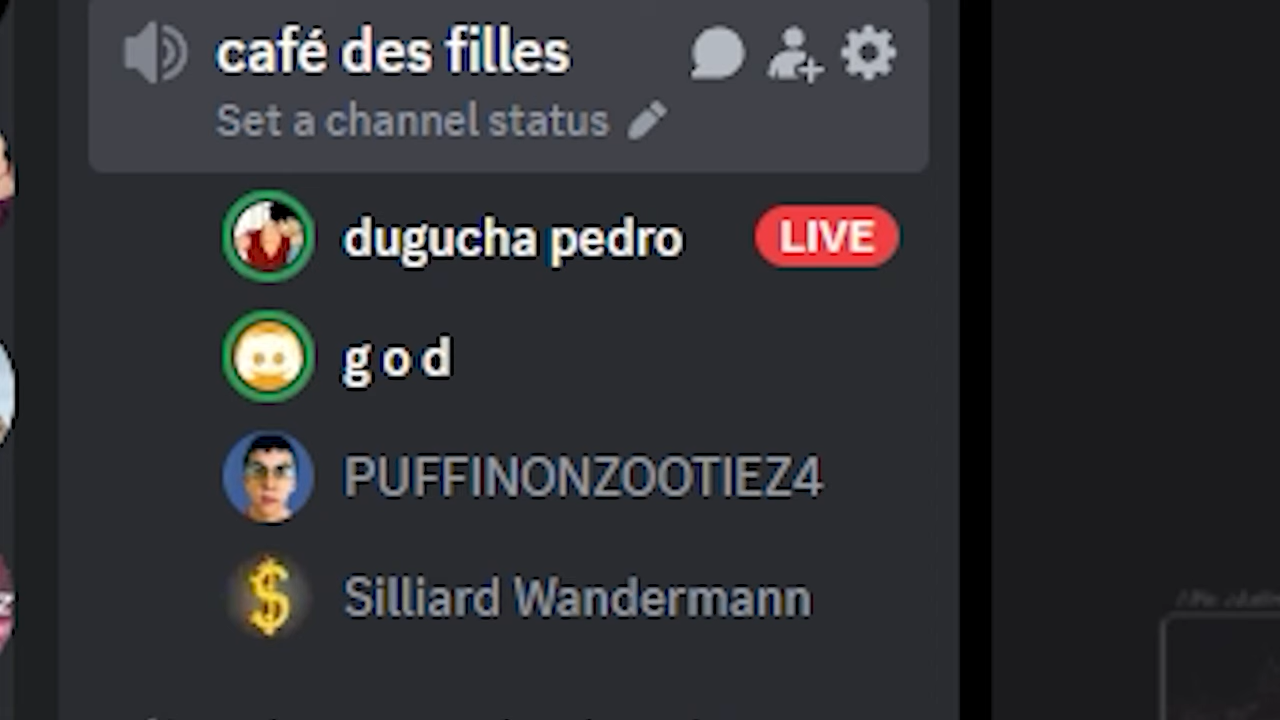 café des filles
Set a channel status
dugucha pedro LIVE
g o d
PUFFINONZOOTIEZ4
Silliard Wandermann